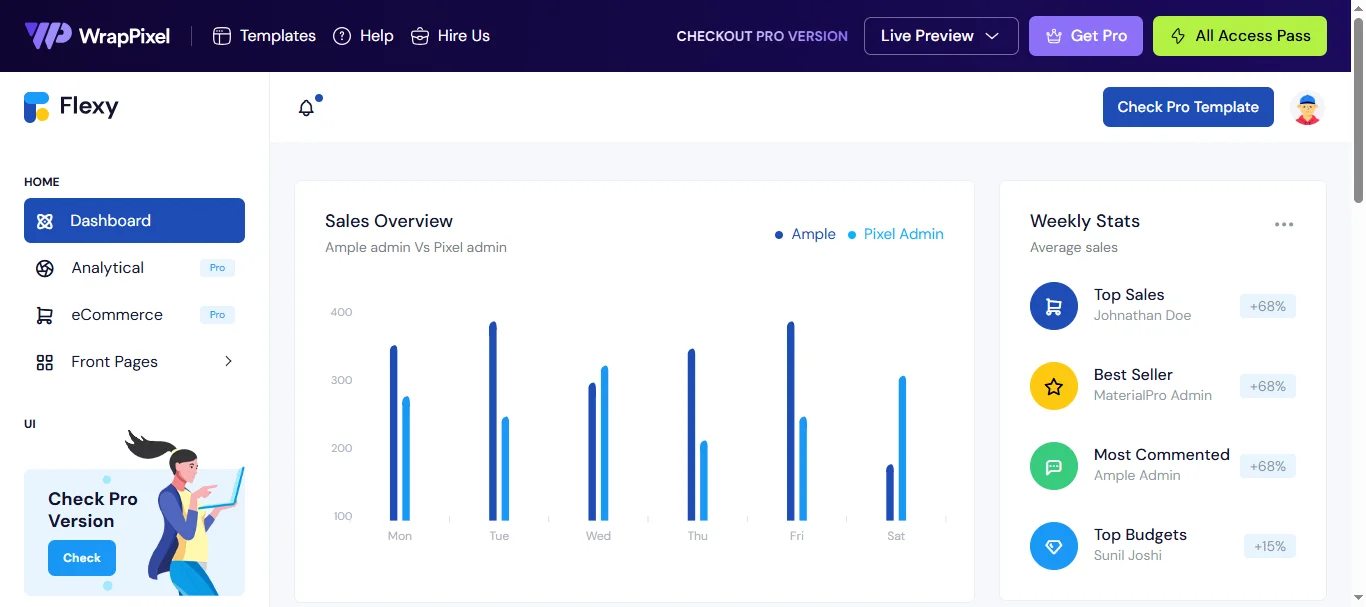 WrapPixel
Templates
Help
Hire Us
CHECKOUT PRO VERSION
Live Preview
Get Pro
All Access Pass
Flexy
Check Pro Template
HOME
Dashboard
Analytical Pro
eCommerce Pro
Front Pages
UI
Check Pro
Version
Check
Sales Overview
Ample admin Vs Pixel admin
Ample
Pixel Admin
400
300
200
100
Mon Tue Wed Thu Fri Sat
Weekly Stats
Average sales
Top Sales
Johnathan Doe
+68%
Best Seller
MaterialPro Admin
+68%
Most Commented
Ample Admin
+68%
Top Budgets
Sunil Joshi
+15%